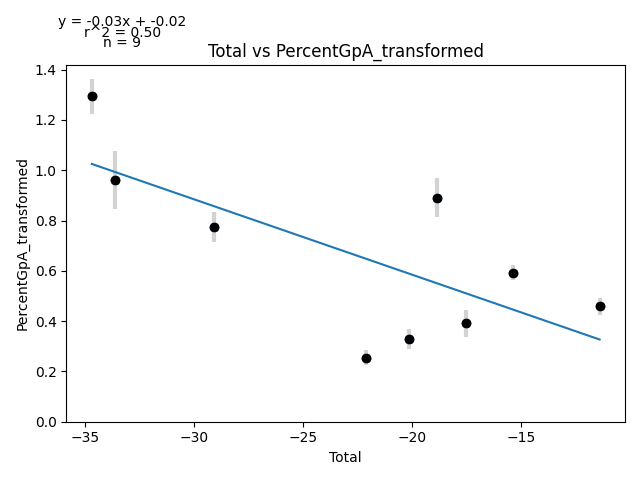 y = -0.03x + -0.02
r^2 = 0.50
n = 9
Total vs PercentGpA_transformed
PercentGpA_transformed
1.4
1.2
1.0
0.8
0.6
0.4
0.2
0.0
−35
−30
−25
−20
−15
Total